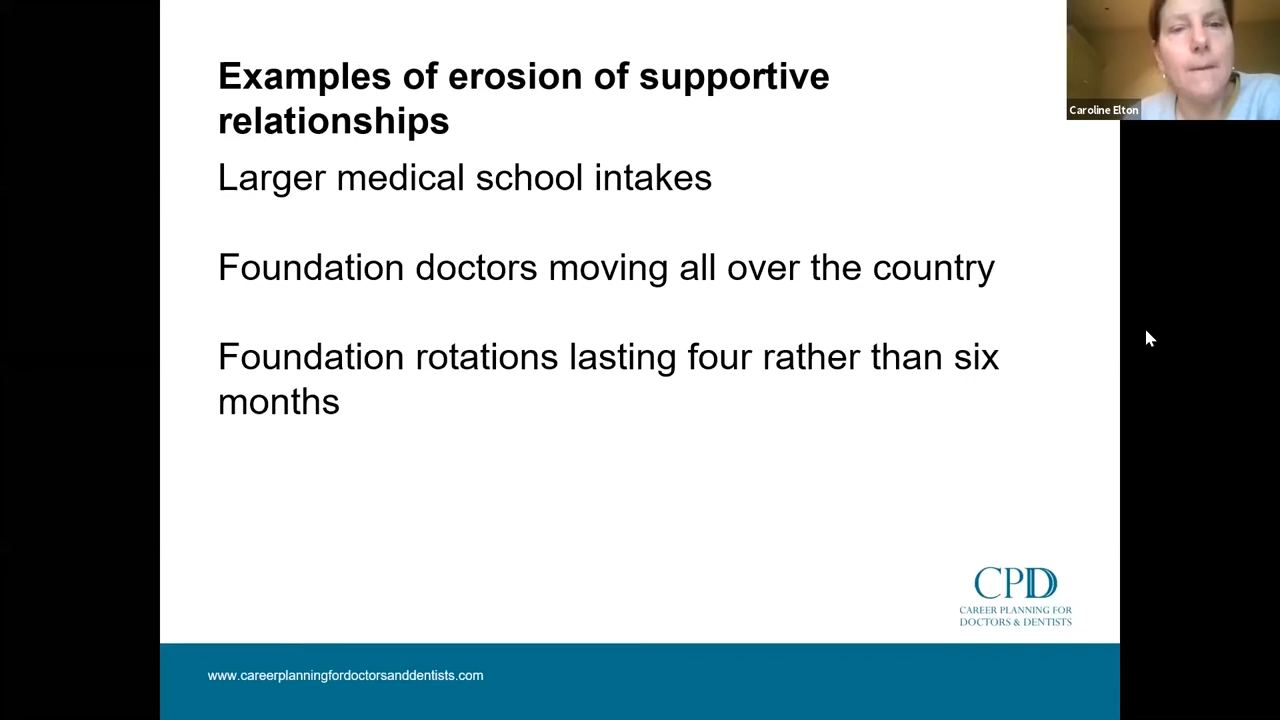 Examples of erosion of supportive
relationships
Larger medical school intakes
Foundation doctors moving all over the country
Foundation rotations lasting four rather than six
months
Caroline Elton
CPD
CAREER PLANNING FOR
DOCTORS & DENTISTS
www.careerplanningfordoctorsanddentists.com